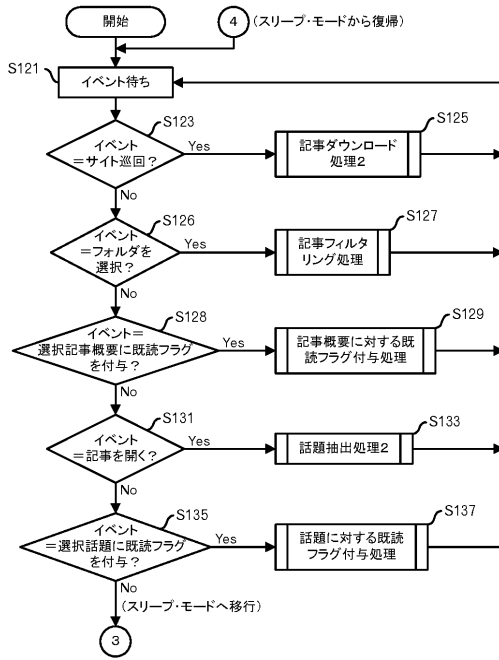 開始
4
(スリープ・モードから復帰)
S121
イベント待ち
S123
イベント
=サイト巡回?
Yes
S125
記事ダウンロード
処理2
No
S126
イベント
=フォルダを
選択?
Yes
S127
記事フィルタ
リング処理
No
S128
イベント=
選択記事概要に既読フラグ
を付与?
Yes
S129
記事概要に対する既
読フラグ付与処理
No
S131
イベント
=記事を開く?
Yes
S133
話題抽出処理2
No
S135
イベント
=選択話題に既読フラグ
を付与?
Yes
S137
話題に対する既読
フラグ付与処理
No
(スリープ・モードへ移行)
3